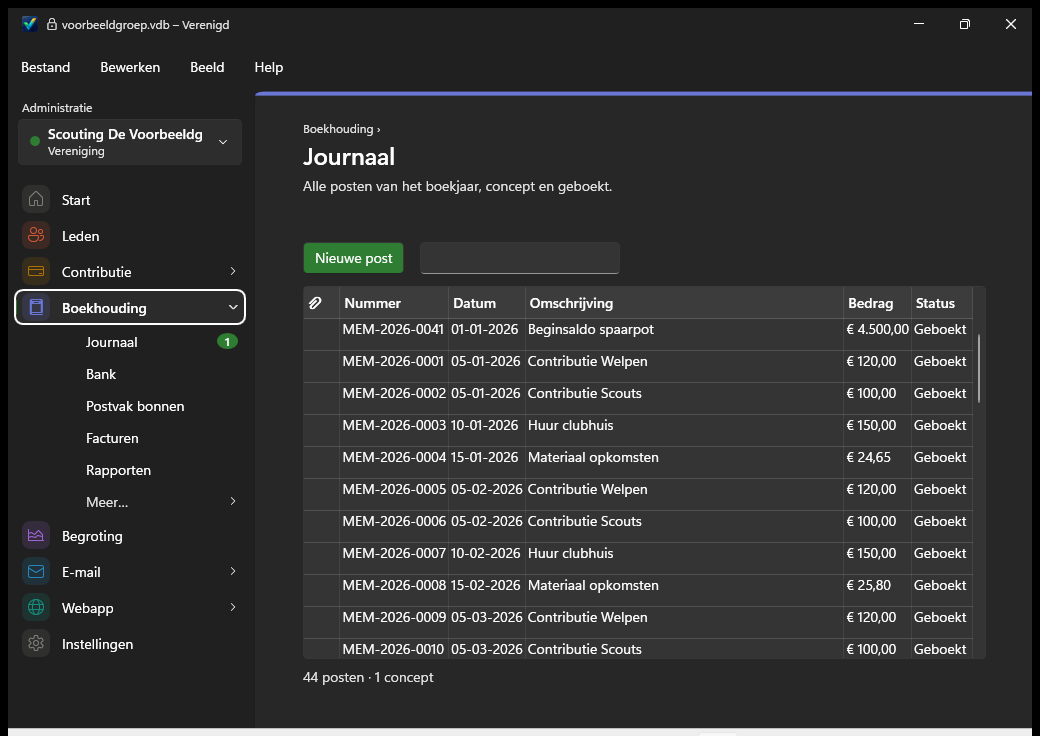 voorbeeldgroep.vdb – Verenigd
Bestand Bewerken Beeld Help
Administratie
Scouting De Voorbeeldg
Vereniging
Start
Leden
Contributie
Boekhouding
Journaal 1
Bank
Postvak bonnen
Facturen
Rapporten
Meer...
Begroting
E-mail
Webapp
Instellingen
Boekhouding ›
Journaal
Alle posten van het boekjaar, concept en geboekt.
Nieuwe post
Nummer Datum Omschrijving Bedrag Status
MEM-2026-0041 01-01-2026 Beginsaldo spaarpot € 4.500,00 Geboekt
MEM-2026-0001 05-01-2026 Contributie Welpen € 120,00 Geboekt
MEM-2026-0002 05-01-2026 Contributie Scouts € 100,00 Geboekt
MEM-2026-0003 10-01-2026 Huur clubhuis € 150,00 Geboekt
MEM-2026-0004 15-01-2026 Materiaal opkomsten € 24,65 Geboekt
MEM-2026-0005 05-02-2026 Contributie Welpen € 120,00 Geboekt
MEM-2026-0006 05-02-2026 Contributie Scouts € 100,00 Geboekt
MEM-2026-0007 10-02-2026 Huur clubhuis € 150,00 Geboekt
MEM-2026-0008 15-02-2026 Materiaal opkomsten € 25,80 Geboekt
MEM-2026-0009 05-03-2026 Contributie Welpen € 120,00 Geboekt
MEM-2026-0010 05-03-2026 Contributie Scouts € 100,00 Geboekt
44 posten · 1 concept